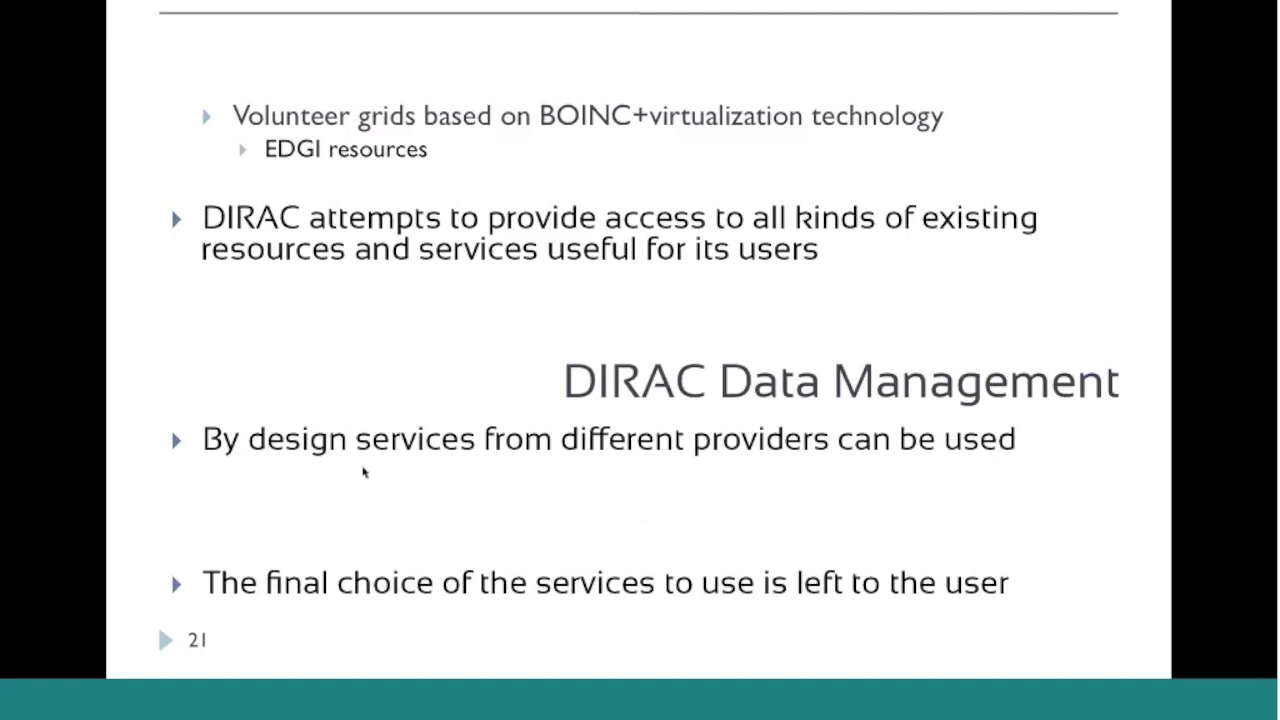 Volunteer grids based on BOINC+virtualization technology
EDGI resources
DIRAC attempts to provide access to all kinds of existing
resources and services useful for its users
DIRAC Data Management
By design services from different providers can be used
The final choice of the services to use is left to the user
21